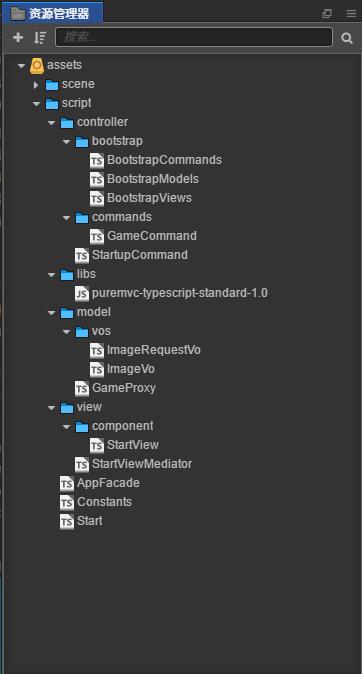 资源管理器
搜索...
assets
scene
script
controller
bootstrap
TS BootstrapCommands
TS BootstrapModels
TS BootstrapViews
commands
TS GameCommand
TS StartupCommand
libs
JS puremvc-typescript-standard-1.0
model
vos
TS ImageRequestVo
TS ImageVo
TS GameProxy
view
component
TS StartView
TS StartViewMediator
TS AppFacade
TS Constants
TS Start